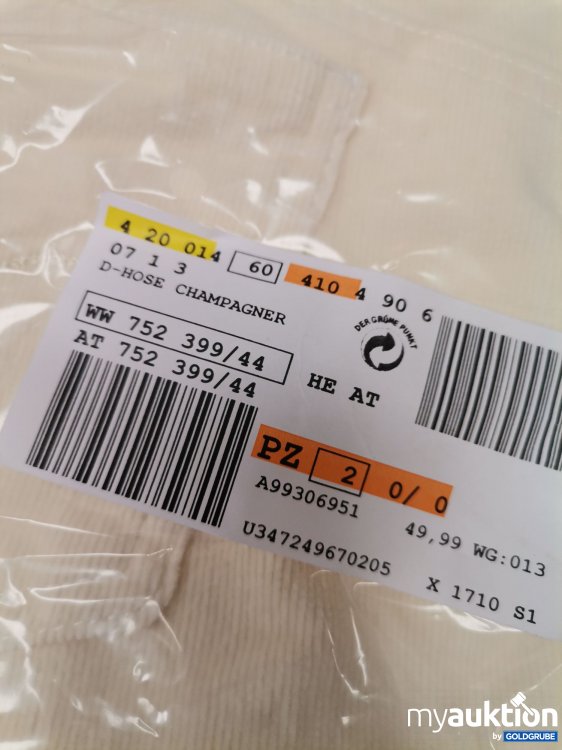 4 20 014 60 410 4 90 6
07 1 3
D-HOSE CHAMPAGNER
DER GRÜNE PUNKT
WW 752 399/44
AT 752 399/44
HE AT
PZ 2 0/ 0
A99306951
49,99 WG:013
U347249670205
X 1710 S1
myauktion
by GOLDGRUBE